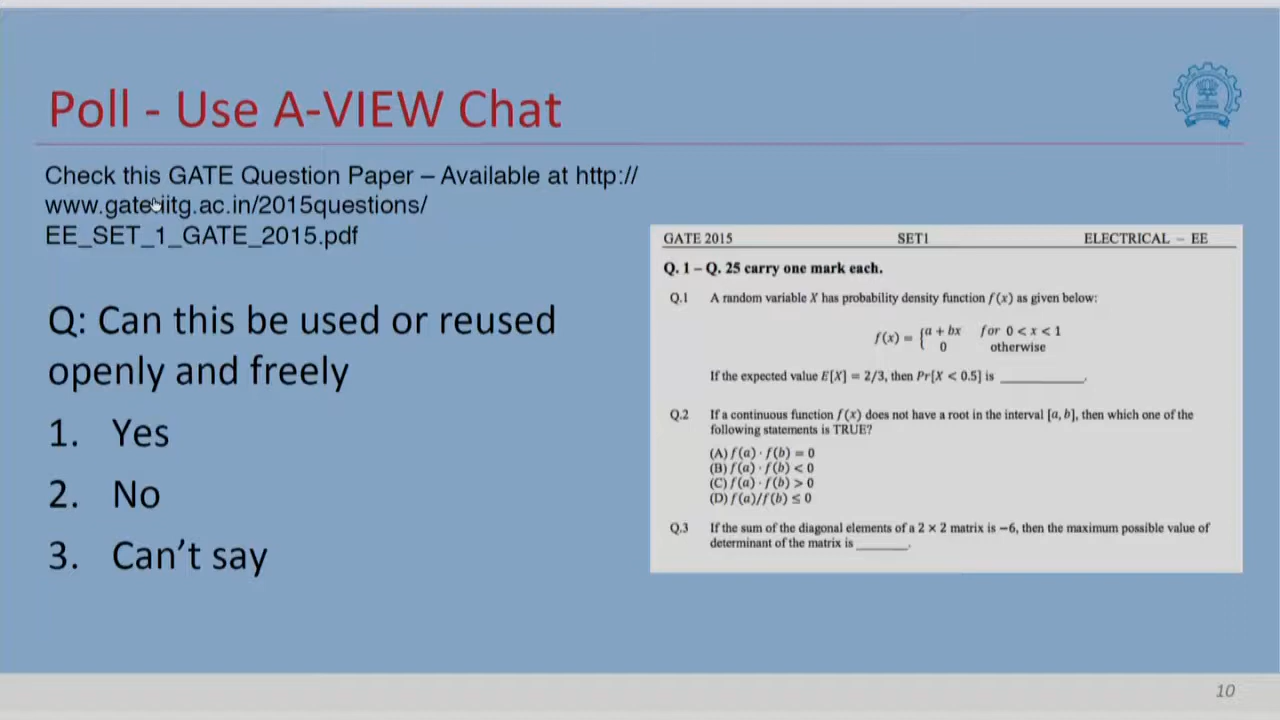 Poll - Use A-VIEW Chat
Check this GATE Question Paper – Available at http://
www.gate.iitg.ac.in/2015questions/
EE_SET_1_GATE_2015.pdf
Q: Can this be used or reused
openly and freely
1. Yes
2. No
3. Can't say
GATE 2015 SET1 ELECTRICAL – EE
Q. 1 – Q. 25 carry one mark each.
Q.1 A random variable X has probability density function f(x) as given below:
f(x) = { a + bx for 0 < x < 1
0 otherwise
If the expected value E[X] = 2/3, then Pr[X < 0.5] is ____________.
Q.2 If a continuous function f(x) does not have a root in the interval [a, b], then which one of the
following statements is TRUE?
(A) f(a) · f(b) = 0
(B) f(a) · f(b) < 0
(C) f(a) · f(b) > 0
(D) f(a)/f(b) ≤ 0
Q.3 If the sum of the diagonal elements of a 2 × 2 matrix is −6, then the maximum possible value of
determinant of the matrix is ________.
10